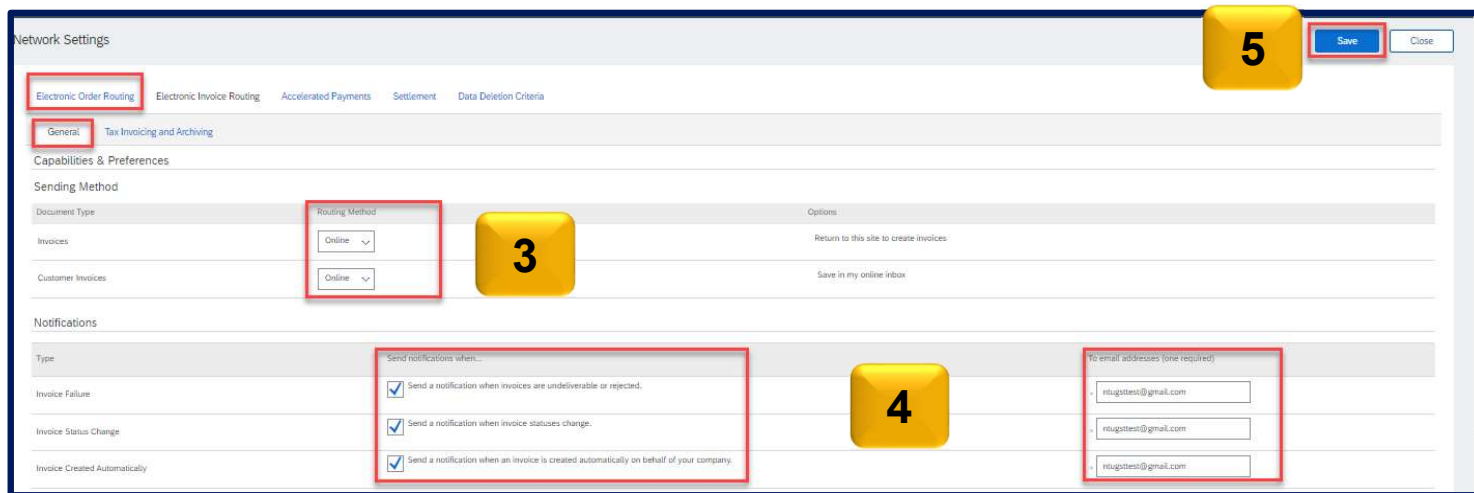 5
Network Settings
Save Close
Electronic Order Routing Electronic Invoice Routing Accelerated Payments Settlement Data Deletion Criteria
General Tax Invoicing and Archiving
Capabilities & Preferences
Sending Method
Document Type Routing Method Options
Invoices Online Return to this site to create invoices
3
Customer Invoices Online Save in my online inbox
Notifications
Type Send notifications when... To email addresses (one required)
Invoice Failure Send a notification when invoices are undeliverable or rejected. * ntugsttest@gmail.com
4
Invoice Status Change Send a notification when invoice statuses change. * ntugsttest@gmail.com
Invoice Created Automatically Send a notification when an invoice is created automatically on behalf of your company. * ntugsttest@gmail.com